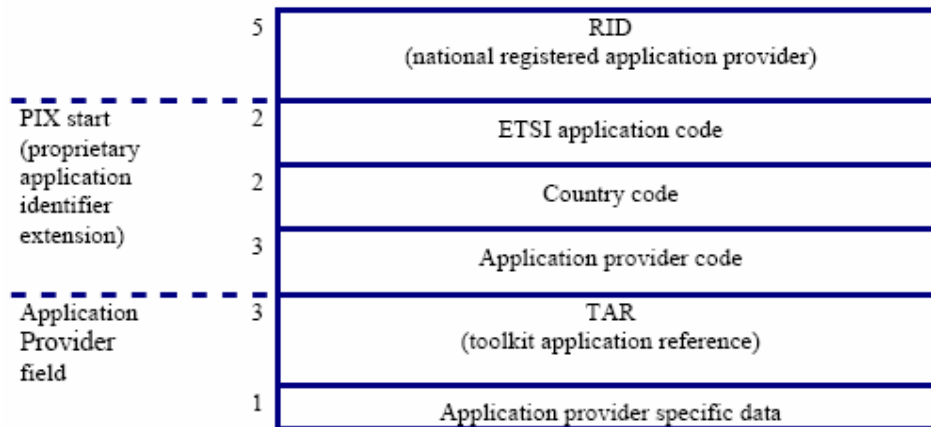 5
RID
(national registered application provider)
PIX start
(proprietary
application
identifier
extension)
2
ETSI application code
2
Country code
3
Application provider code
Application
Provider
field
3
TAR
(toolkit application reference)
1
Application provider specific data